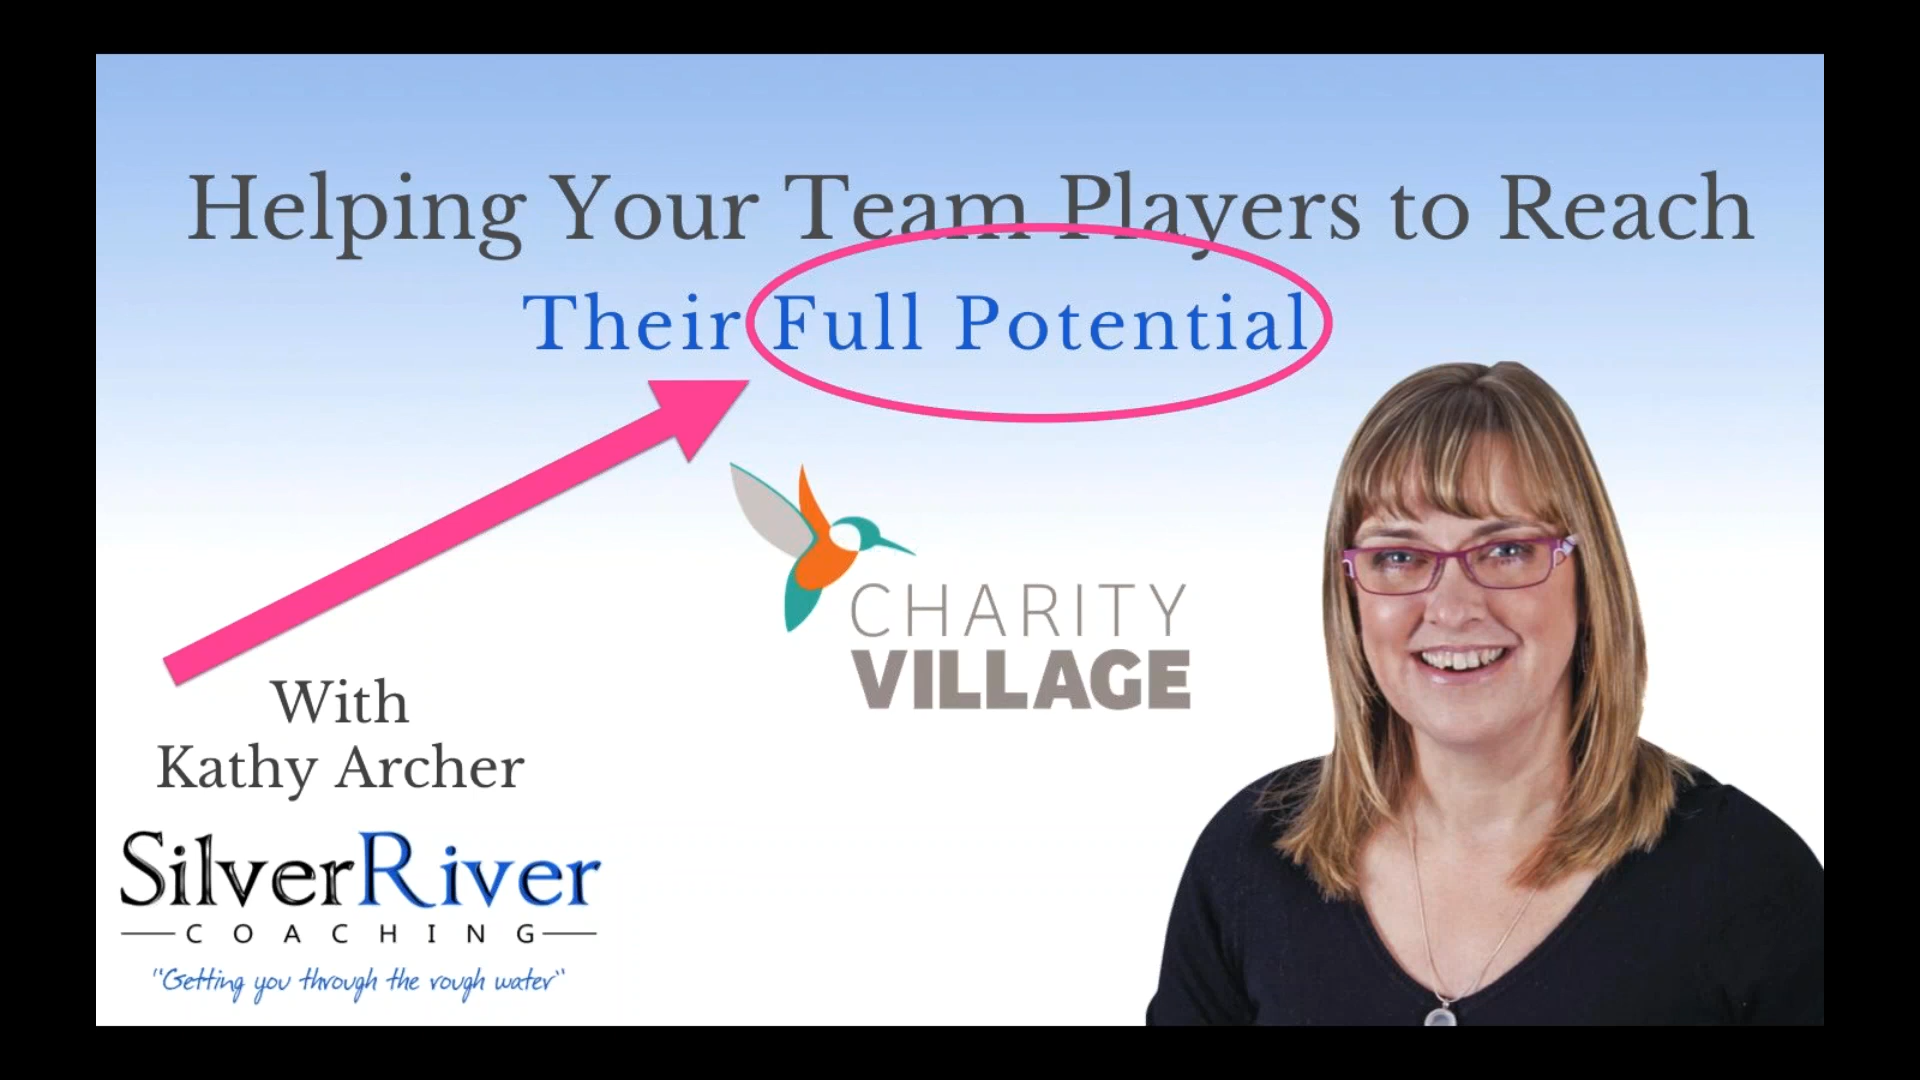 Helping Your Team Players to Reach
Their Full Potential
CHARITY
VILLAGE
With
Kathy Archer
SilverRiver
COACHING
"Getting you through the rough water"